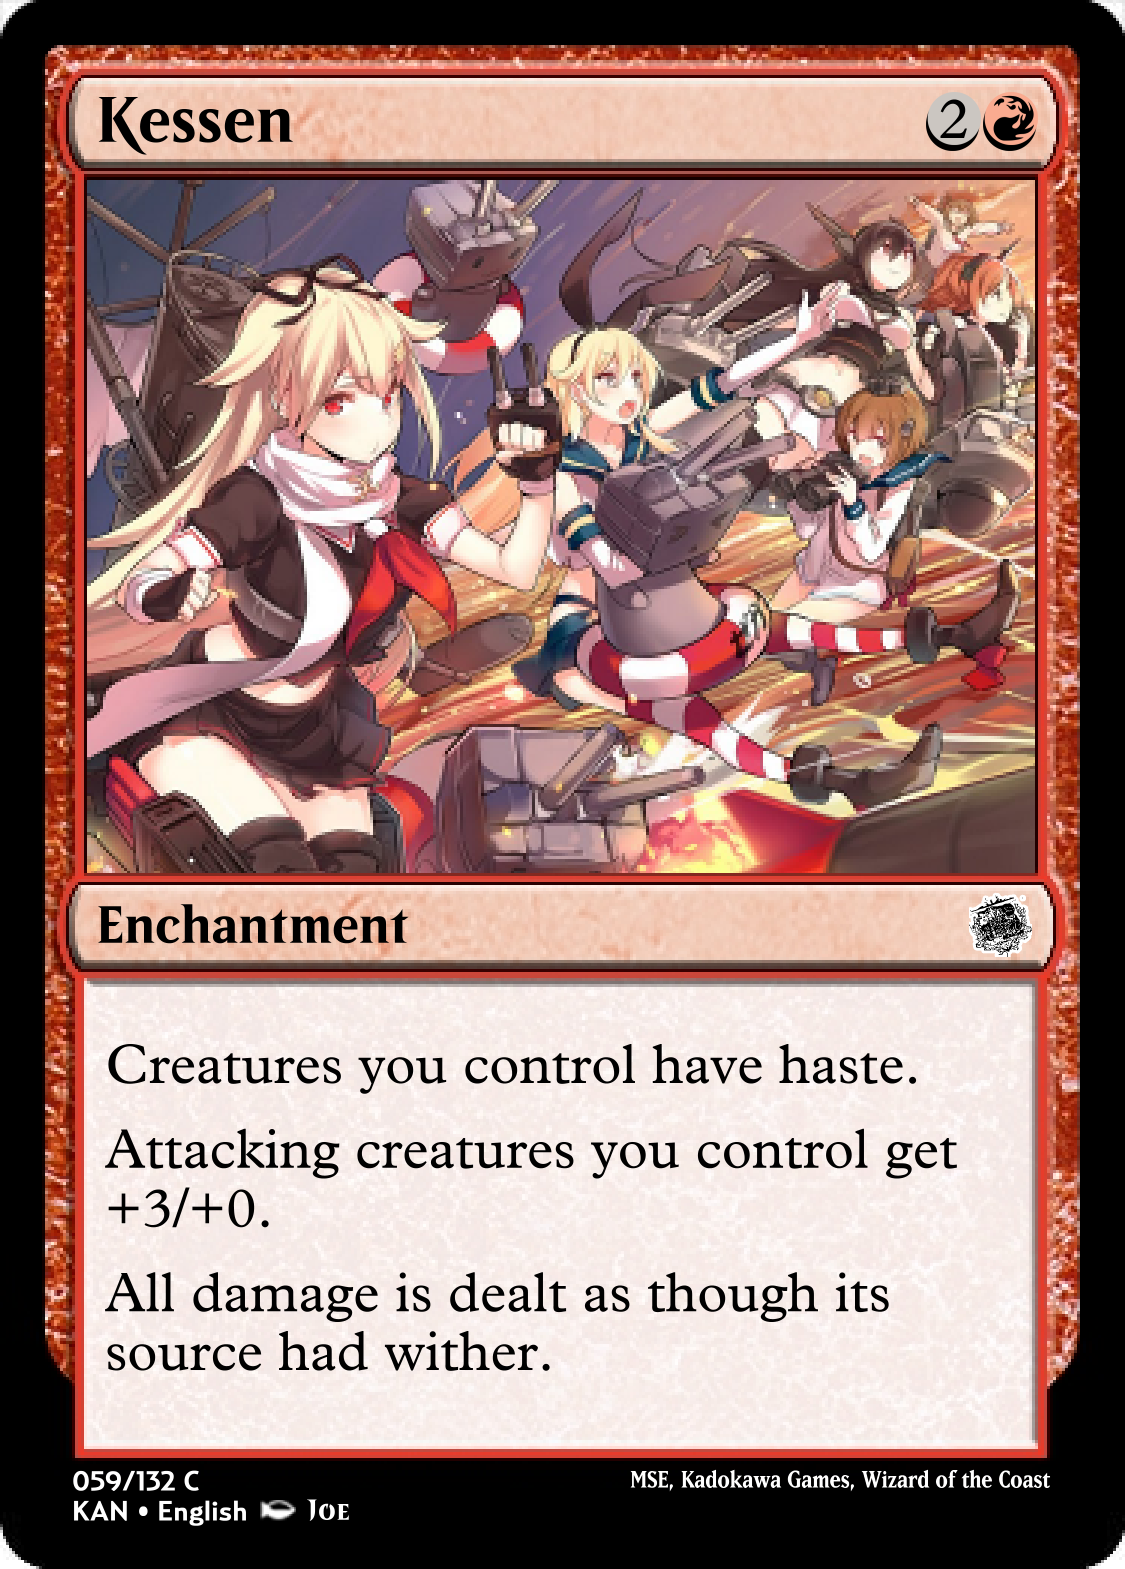 Kessen 2
Enchantment
Creatures you control have haste.
Attacking creatures you control get
+3/+0.
All damage is dealt as though its
source had wither.
059/132 C
KAN • English JOE
MSE, Kadokawa Games, Wizard of the Coast